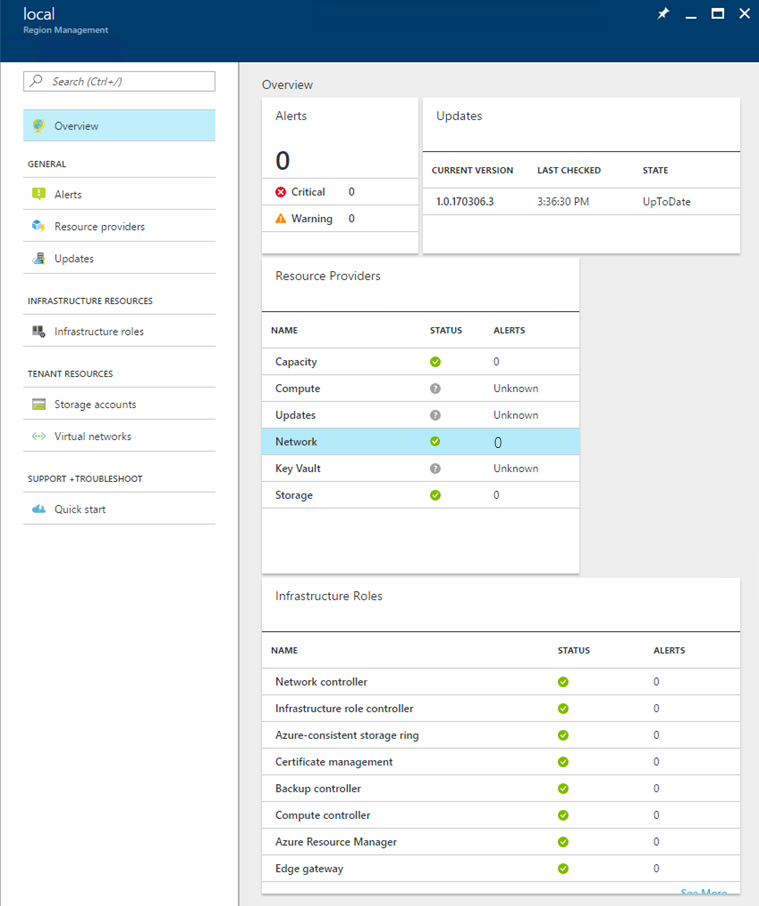 local
Region Management
Search (Ctrl+/)
Overview
GENERAL
Alerts
Resource providers
Updates
INFRASTRUCTURE RESOURCES
Infrastructure roles
TENANT RESOURCES
Storage accounts
Virtual networks
SUPPORT +TROUBLESHOOT
Quick start
Overview
Alerts
0
Critical 0
Warning 0
Updates
CURRENT VERSION LAST CHECKED STATE
1.0.170306.3 3:36:30 PM UpToDate
Resource Providers
NAME STATUS ALERTS
Capacity 0
Compute ? Unknown
Updates ? Unknown
Network 0
Key Vault ? Unknown
Storage 0
Infrastructure Roles
NAME STATUS ALERTS
Network controller 0
Infrastructure role controller 0
Azure-consistent storage ring 0
Certificate management 0
Backup controller 0
Compute controller 0
Azure Resource Manager 0
Edge gateway 0
See More